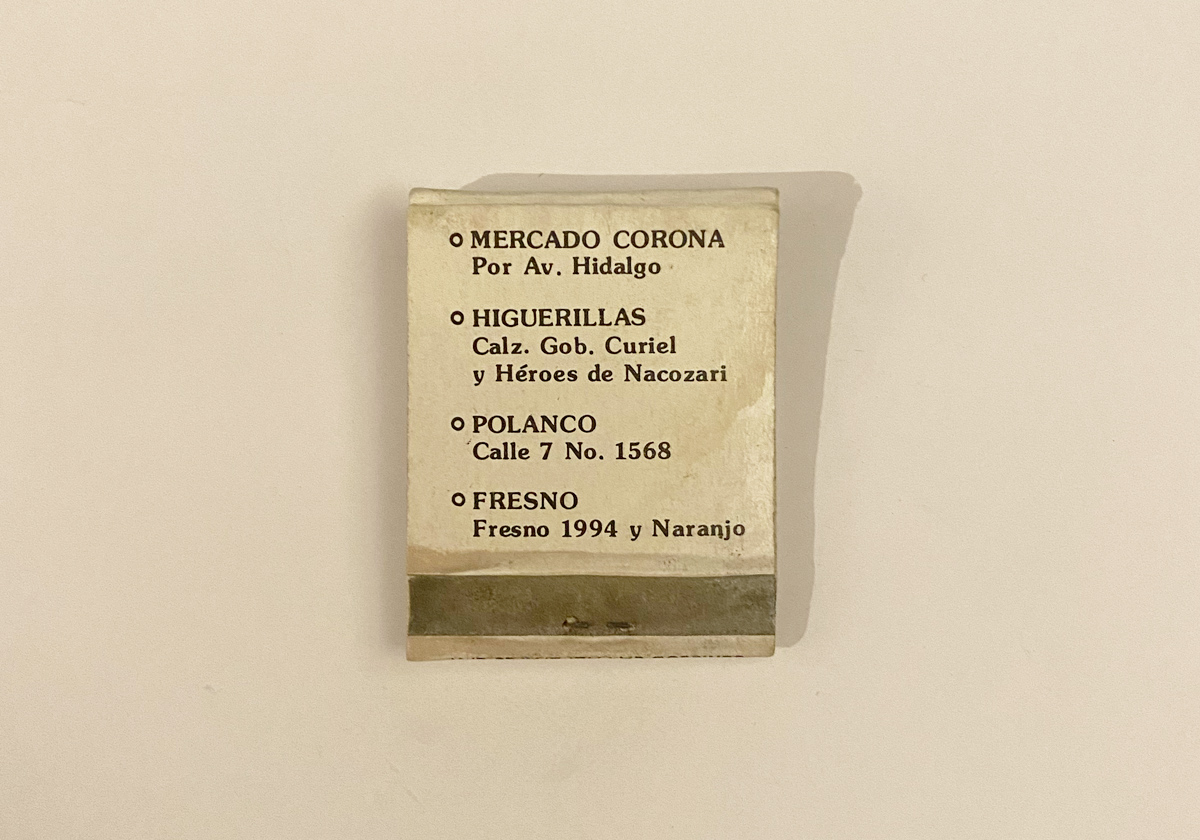 MERCADO CORONA
Por Av. Hidalgo
HIGUERILLAS
Calz. Gob. Curiel
y Héroes de Nacozari
POLANCO
Calle 7 No. 1568
FRESNO
Fresno 1994 y Naranjo